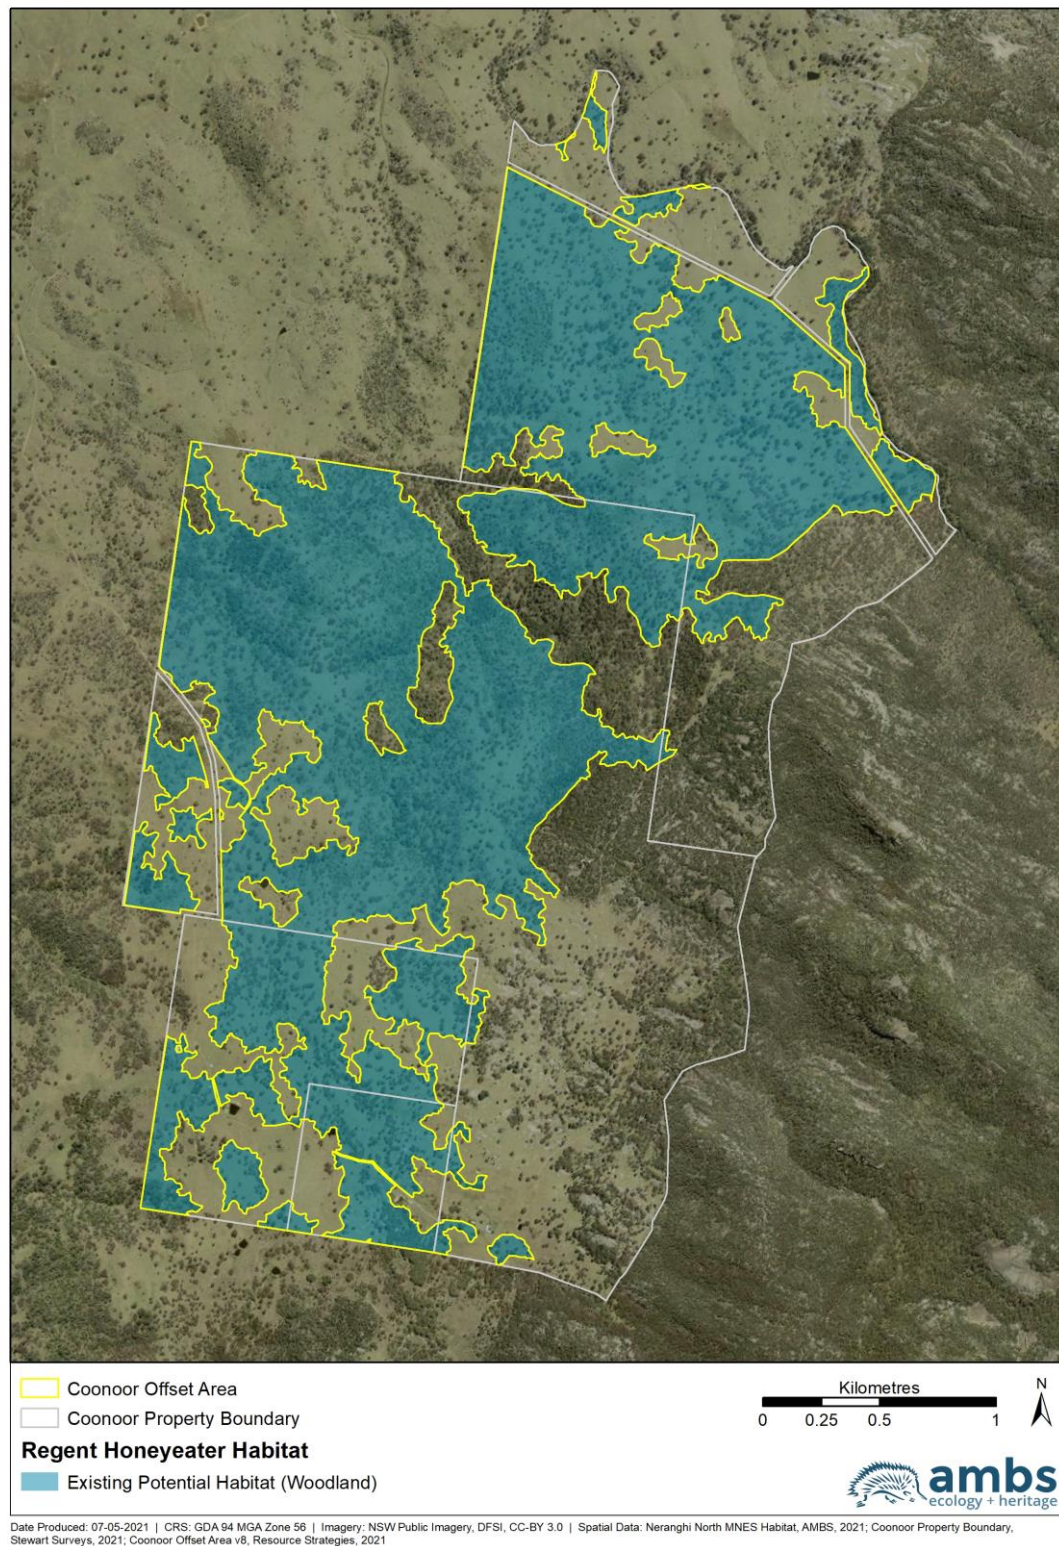 Coonoor Offset Area
Coonoor Property Boundary
Regent Honeyeater Habitat
Existing Potential Habitat (Woodland)
Kilometres
0 0.25 0.5 1
N
ambs
ecology + heritage
Date Produced: 07-05-2021 | CRS: GDA 94 MGA Zone 56 | Imagery: NSW Public Imagery, DFSI, CC-BY 3.0 | Spatial Data: Neranghi North MNES Habitat, AMBS, 2021; Coonoor Property Boundary,
Stewart Surveys, 2021; Coonoor Offset Area v8, Resource Strategies, 2021